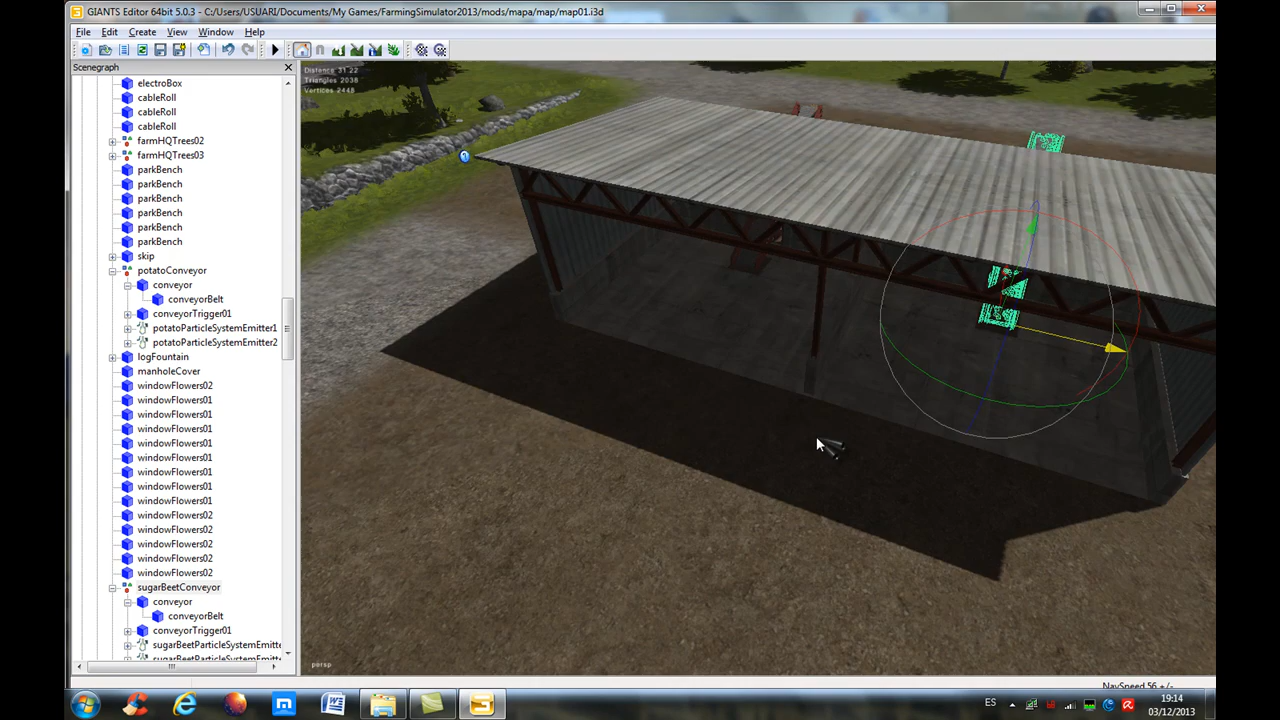 GIANTS Editor 64bit 5.0.3 - C:/Users/USUARI/Documents/My Games/FarmingSimulator2013/mods/mapa/map/map01.i3d
File Edit Create View Window Help
Scenegraph
electroBox
cableRoll
cableRoll
cableRoll
farmHQTrees02
farmHQTrees03
parkBench
parkBench
parkBench
parkBench
parkBench
parkBench
skip
potatoConveyor
conveyor
conveyorBelt
conveyorTrigger01
potatoParticleSystemEmitter1
potatoParticleSystemEmitter2
logFountain
manholeCover
windowFlowers02
windowFlowers01
windowFlowers01
windowFlowers01
windowFlowers01
windowFlowers01
windowFlowers01
windowFlowers01
windowFlowers01
windowFlowers02
windowFlowers02
windowFlowers02
windowFlowers02
windowFlowers02
sugarBeetConveyor
conveyor
conveyorBelt
conveyorTrigger01
sugarBeetParticleSystemEmitte
sugarBeetParticleSystemEmitte
Distance 31.22
Triangles 2038
Vertices 2448
persp
NavSpeed 56 +/-
ES
19:14
03/12/2013